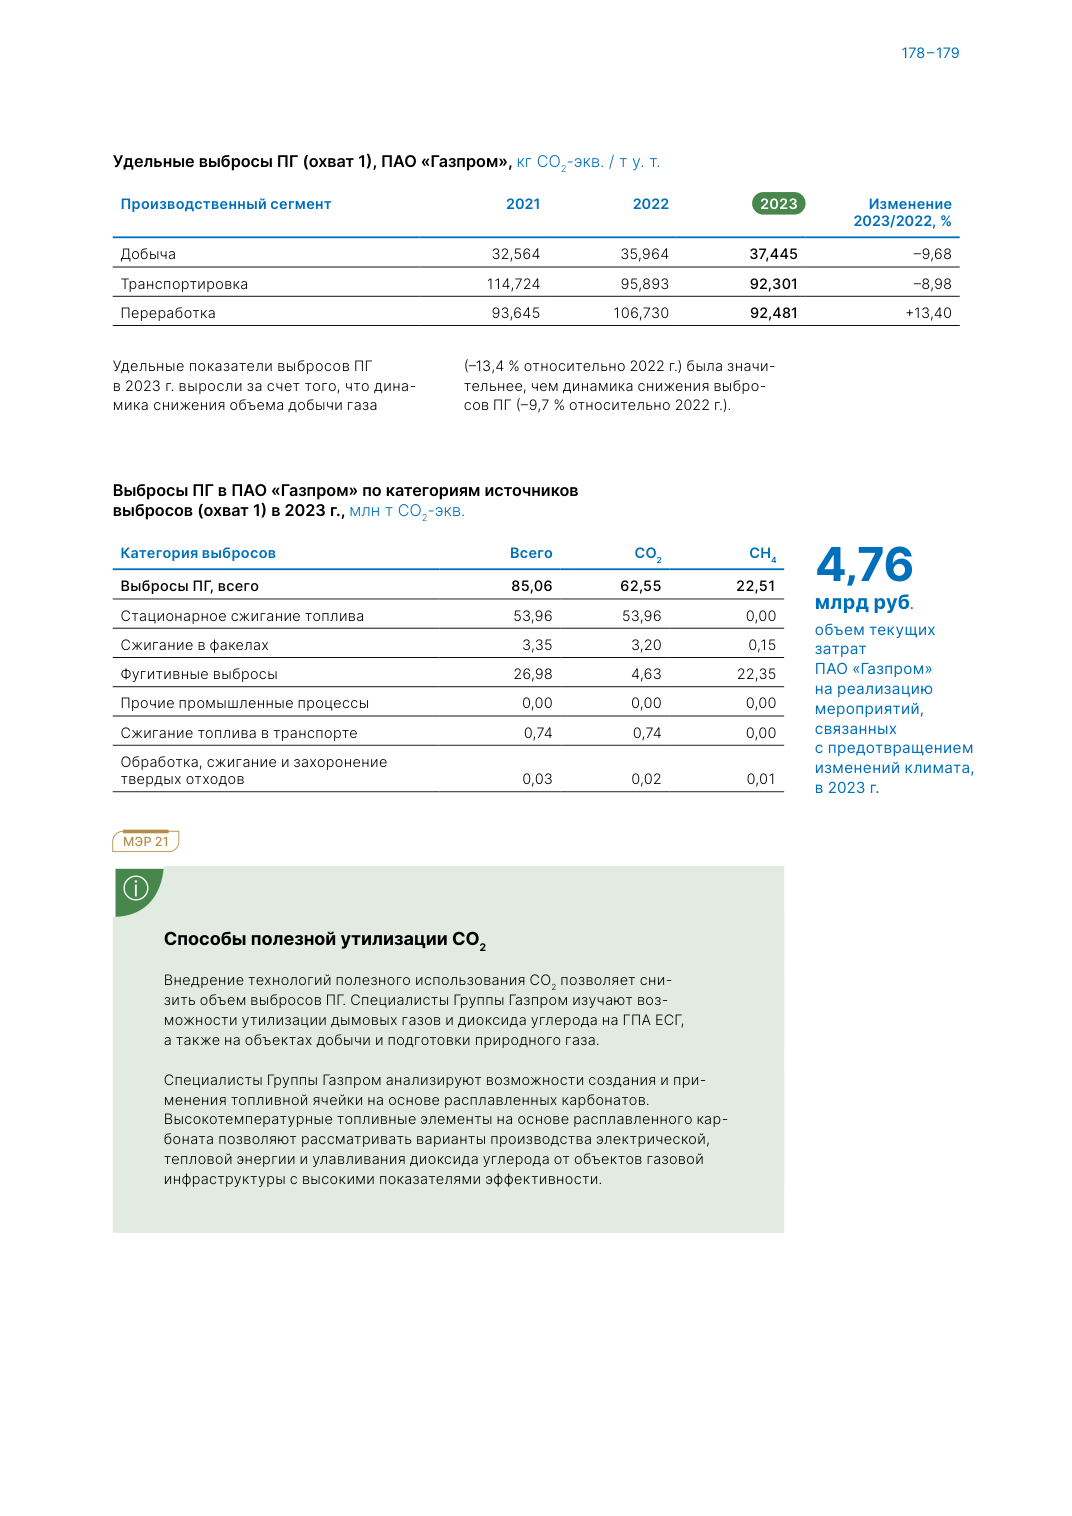 178–179
Удельные выбросы ПГ (охват 1), ПАО «Газпром», кг CO₂-экв. / т у. т.
Производственный сегмент 2021 2022 2023 Изменение
2023/2022, %
Добыча 32,564 35,964 37,445 –9,68
Транспортировка 114,724 95,893 92,301 –8,98
Переработка 93,645 106,730 92,481 +13,40
Удельные показатели выбросов ПГ
в 2023 г. выросли за счет того, что дина-
мика снижения объема добычи газа
(–13,4 % относительно 2022 г.) была значи-
тельнее, чем динамика снижения выбро-
сов ПГ (–9,7 % относительно 2022 г.).
Выбросы ПГ в ПАО «Газпром» по категориям источников
выбросов (охват 1) в 2023 г., млн т CO₂-экв.
Категория выбросов Всего CO₂ CH₄
Выбросы ПГ, всего 85,06 62,55 22,51
Стационарное сжигание топлива 53,96 53,96 0,00
Сжигание в факелах 3,35 3,20 0,15
Фугитивные выбросы 26,98 4,63 22,35
Прочие промышленные процессы 0,00 0,00 0,00
Сжигание топлива в транспорте 0,74 0,74 0,00
Обработка, сжигание и захоронение
твердых отходов 0,03 0,02 0,01
4,76
млрд руб.
объем текущих
затрат
ПАО «Газпром»
на реализацию
мероприятий,
связанных
с предотвращением
изменений климата,
в 2023 г.
МЭР 21
Способы полезной утилизации CO₂
Внедрение технологий полезного использования CO₂ позволяет сни-
зить объем выбросов ПГ. Специалисты Группы Газпром изучают воз-
можности утилизации дымовых газов и диоксида углерода на ГПА ЕСГ,
а также на объектах добычи и подготовки природного газа.
Специалисты Группы Газпром анализируют возможности создания и при-
менения топливной ячейки на основе расплавленных карбонатов.
Высокотемпературные топливные элементы на основе расплавленного кар-
боната позволяют рассматривать варианты производства электрической,
тепловой энергии и улавливания диоксида углерода от объектов газовой
инфраструктуры с высокими показателями эффективности.